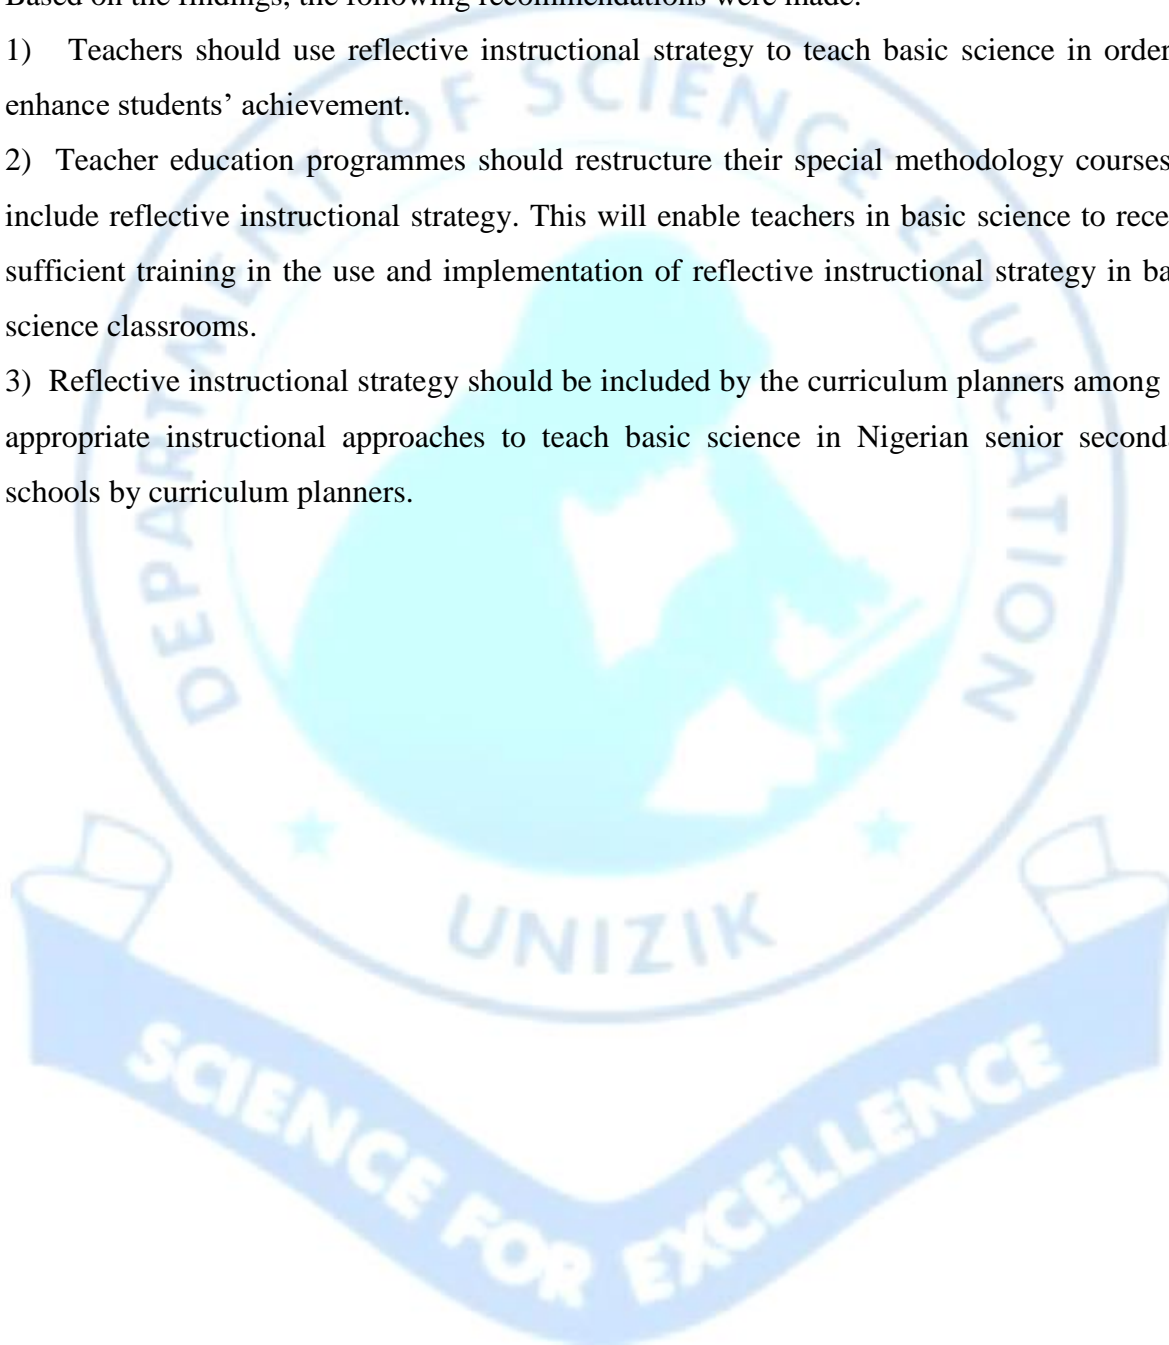 Based on the findings, the following recommendations were made:
1) Teachers should use reflective instructional strategy to teach basic science in order
enhance students’ achievement.
2) Teacher education programmes should restructure their special methodology courses
include reflective instructional strategy. This will enable teachers in basic science to rece
sufficient training in the use and implementation of reflective instructional strategy in ba
science classrooms.
3) Reflective instructional strategy should be included by the curriculum planners among
appropriate instructional approaches to teach basic science in Nigerian senior second
schools by curriculum planners.
DEPARTMENT OF SCIENCE EDUCATION
UNIZIK
SCIENCE FOR EXCELLENCE